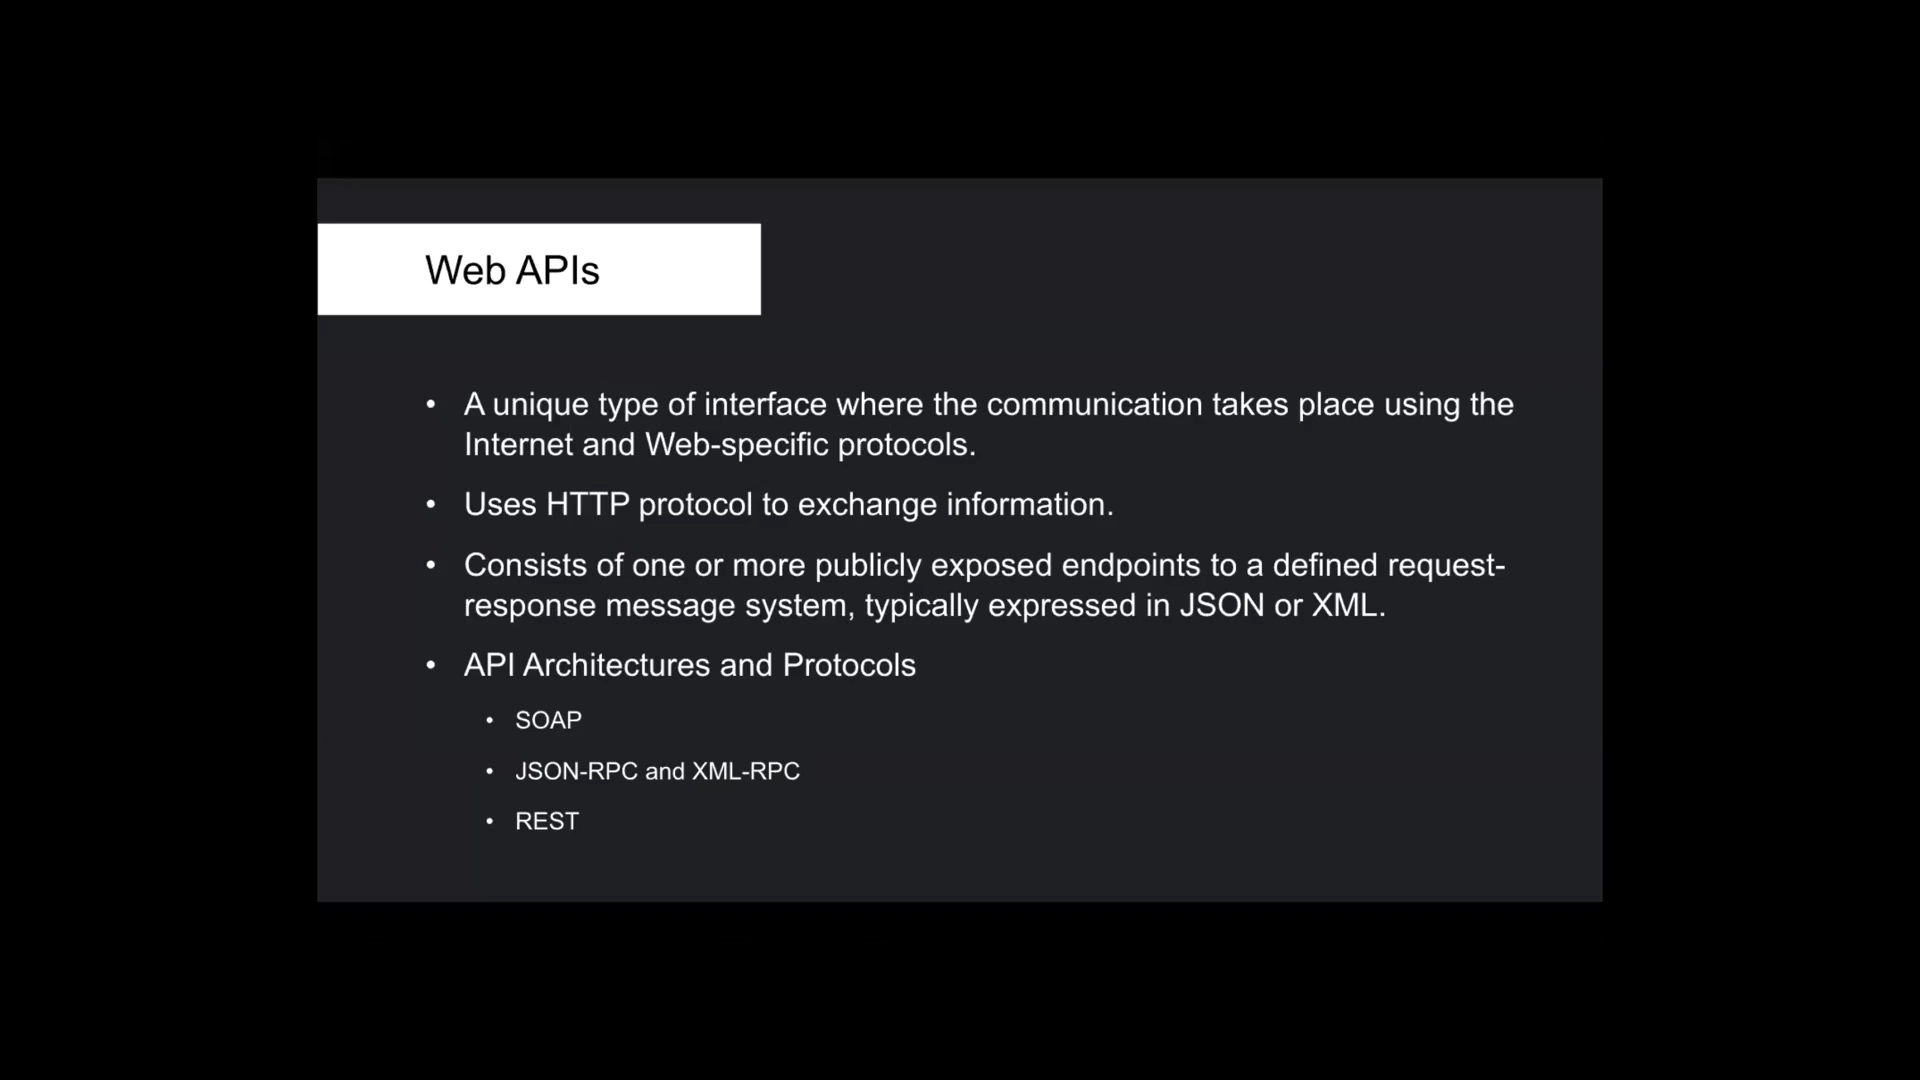 Web APIs
• A unique type of interface where the communication takes place using the
Internet and Web-specific protocols.
• Uses HTTP protocol to exchange information.
• Consists of one or more publicly exposed endpoints to a defined request-
response message system, typically expressed in JSON or XML.
• API Architectures and Protocols
• SOAP
• JSON-RPC and XML-RPC
• REST